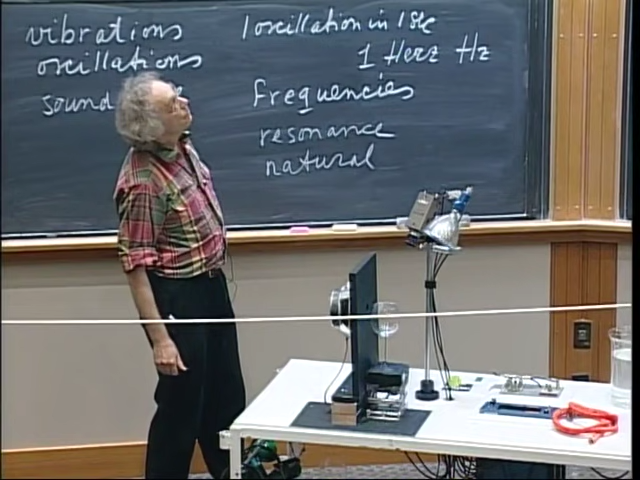 vibrations
oscillations
sound
1 oscillation in 1 sec
1 Herz Hz
frequencies
resonance
natural